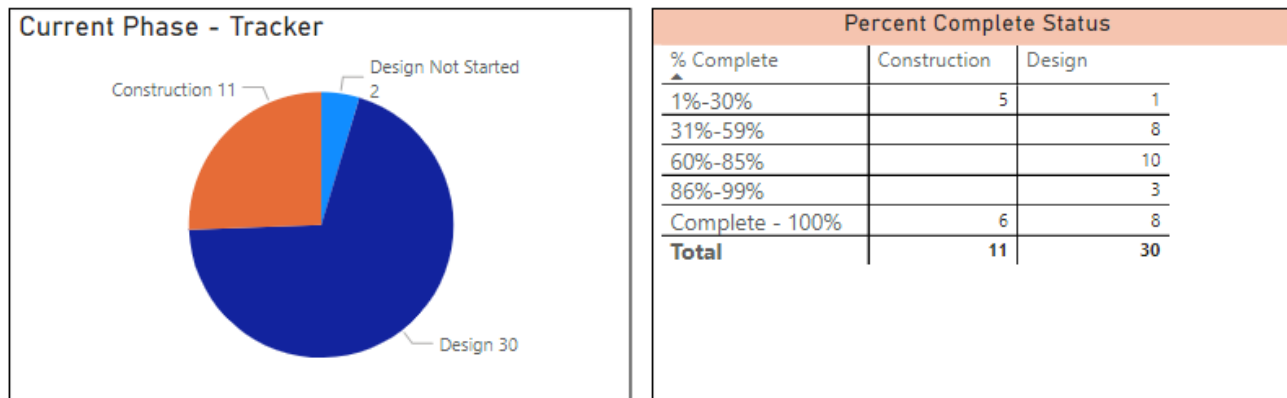 Current Phase - Tracker
Design Not Started
2
Construction 11
Design 30
Percent Complete Status
% Complete Construction Design
1%-30% 5 1
31%-59% 8
60%-85% 10
86%-99% 3
Complete - 100% 6 8
Total 11 30